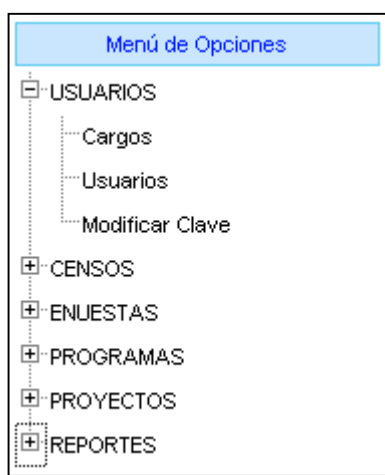 Menú de Opciones
USUARIOS
Cargos
Usuarios
Modificar Clave
CENSOS
ENUESTAS
PROGRAMAS
PROYECTOS
REPORTES